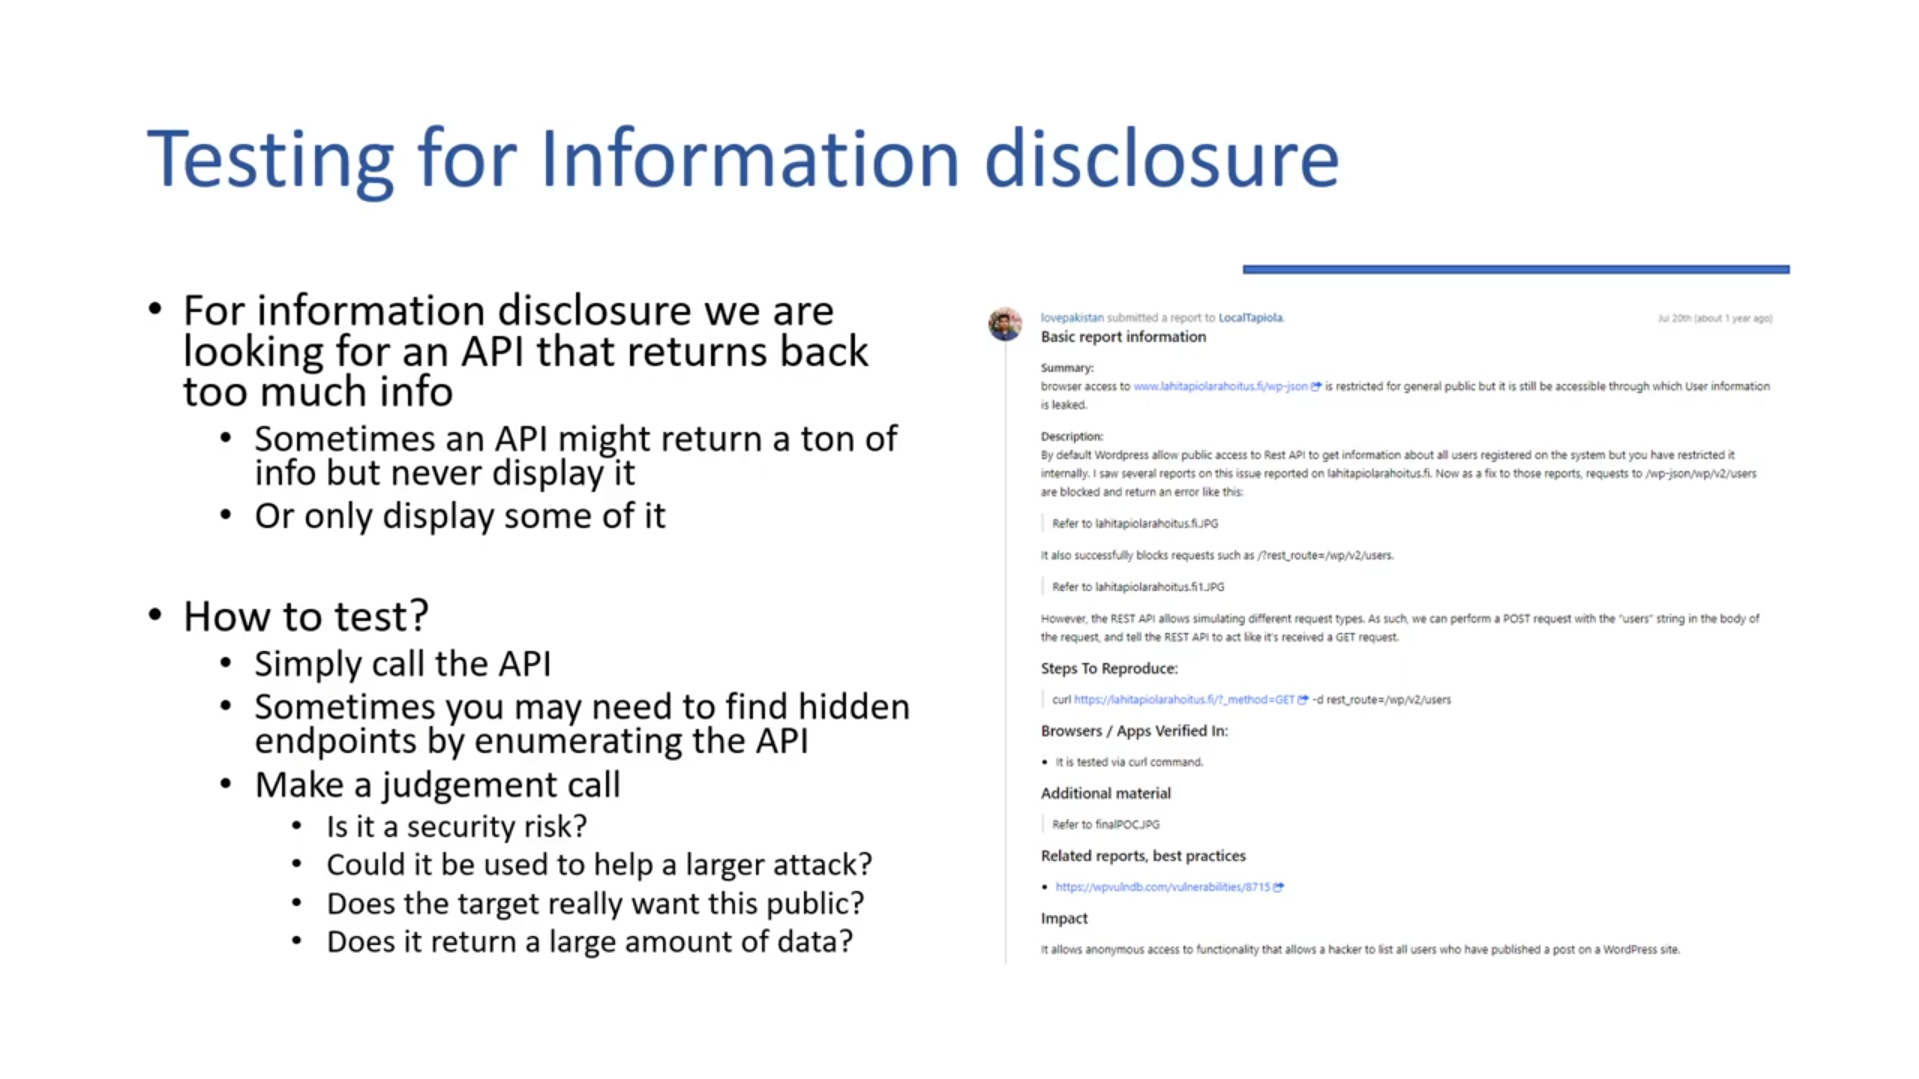 Testing for Information disclosure
• For information disclosure we are
looking for an API that returns back
too much info
• Sometimes an API might return a ton of
info but never display it
• Or only display some of it
• How to test?
• Simply call the API
• Sometimes you may need to find hidden
endpoints by enumerating the API
• Make a judgement call
• Is it a security risk?
• Could it be used to help a larger attack?
• Does the target really want this public?
• Does it return a large amount of data?
lovepakistan submitted a report to LocalTapiola. Jul 20th (about 1 year ago)
Basic report information
Summary:
browser access to www.lahitapiolarahoitus.fi/wp-json is restricted for general public but it is still be accessible through which User information
is leaked.
Description:
By default Wordpress allow public access to Rest API to get information about all users registered on the system but you have restricted it
internally. I saw several reports on this issue reported on lahitapiolarahoitus.fi. Now as a fix to those reports, requests to /wp-json/wp/v2/users
are blocked and return an error like this:
Refer to lahitapiolarahoitus.fi.JPG
It also successfully blocks requests such as /?rest_route=/wp/v2/users.
Refer to lahitapiolarahoitus.fi1.JPG
However, the REST API allows simulating different request types. As such, we can perform a POST request with the "users" string in the body of
the request, and tell the REST API to act like it's received a GET request.
Steps To Reproduce:
curl https://lahitapiolarahoitus.fi/?_method=GET -d rest_route=/wp/v2/users
Browsers / Apps Verified In:
• It is tested via curl command.
Additional material
Refer to finalPOC.JPG
Related reports, best practices
• https://wpvulndb.com/vulnerabilities/8715
Impact
It allows anonymous access to functionality that allows a hacker to list all users who have published a post on a WordPress site.